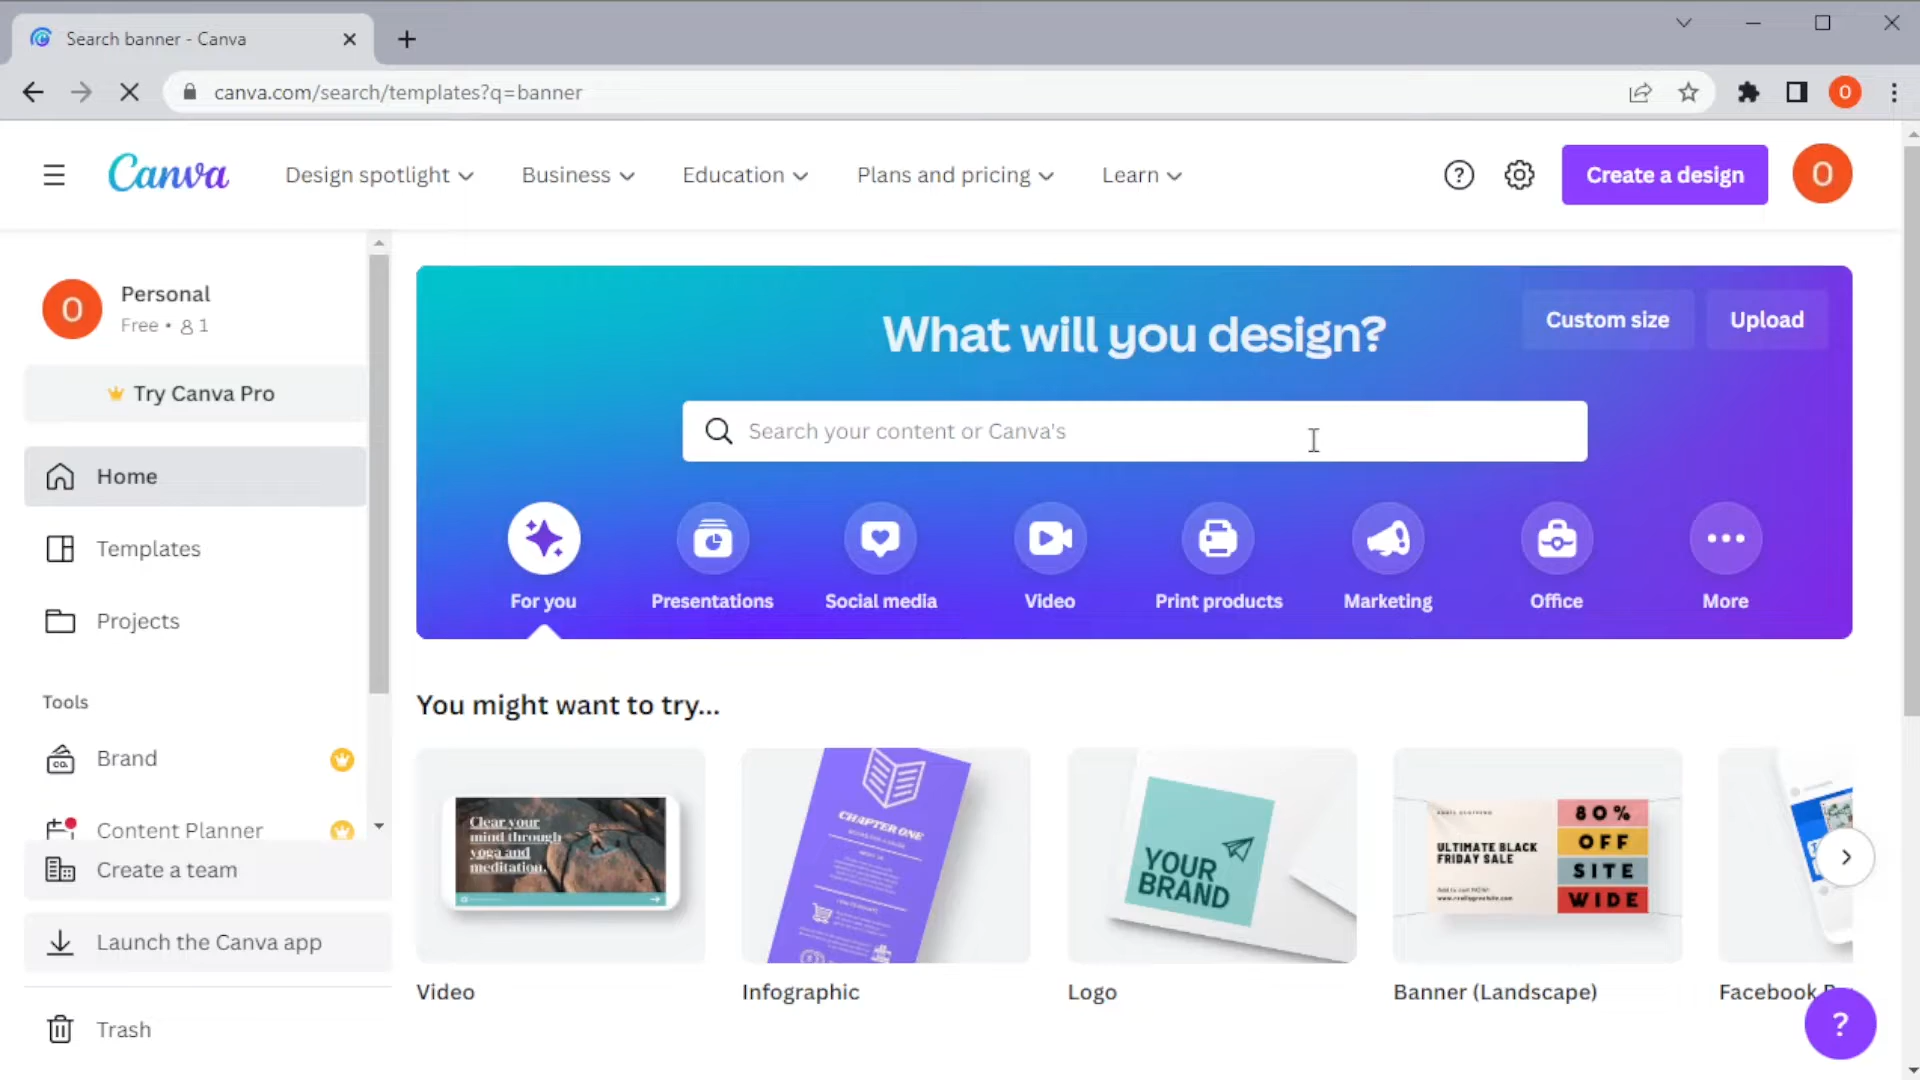 Search banner - Canva
canva.com/search/templates?q=banner
O
Canva
Design spotlight
Business
Education
Plans and pricing
Learn
?
Create a design
O
O
Personal
Free • 1
Try Canva Pro
Home
Templates
Projects
Tools
Brand
Content Planner
Create a team
Launch the Canva app
Trash
What will you design?
Custom size
Upload
Search your content or Canva's
For you
Presentations
Social media
Video
Print products
Marketing
Office
More
You might want to try...
Clear your
mind through
yoga and
meditation.
CHAPTER ONE
YOUR
BRAND
ULTIMATE BLACK
FRIDAY SALE
80%
OFF
SITE
WIDE
Video
Infographic
Logo
Banner (Landscape)
Facebook
?